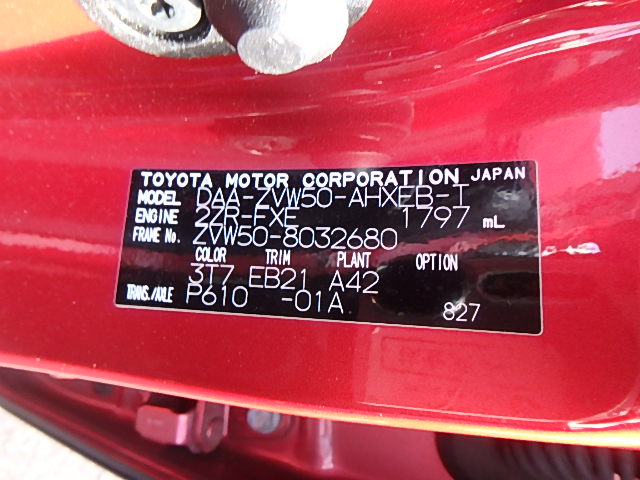 TOYOTA MOTOR CORPORATION JAPAN
MODEL DAA-ZVW50-AHXEB-T
ENGINE 2ZR-FXE 1797 mL
FRAME No. ZVW50-8032680
COLOR TRIM PLANT OPTION
3T7 EB21 A42
TRANS./AXLE P610 -01A
827